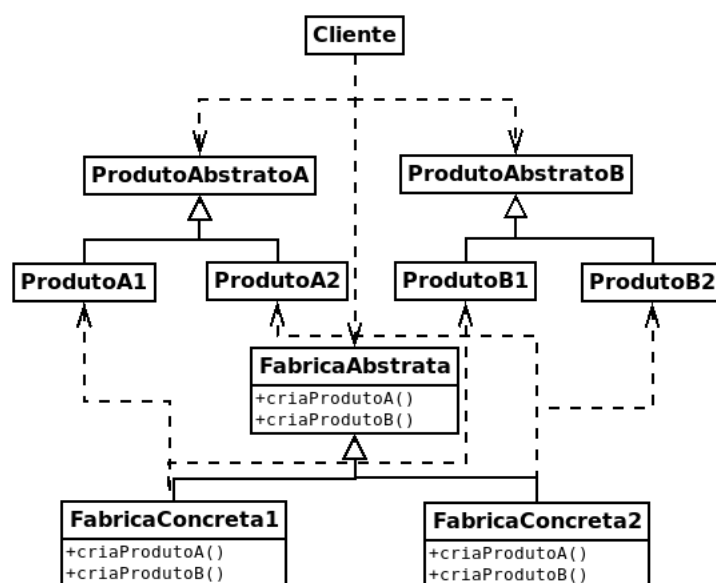 Cliente
ProdutoAbstratoA
ProdutoAbstratoB
ProdutoA1
ProdutoA2
ProdutoB1
ProdutoB2
FabricaAbstrata
+criaProdutoA()
+criaProdutoB()
FabricaConcreta1
+criaProdutoA()
+criaProdutoB()
FabricaConcreta2
+criaProdutoA()
+criaProdutoB()